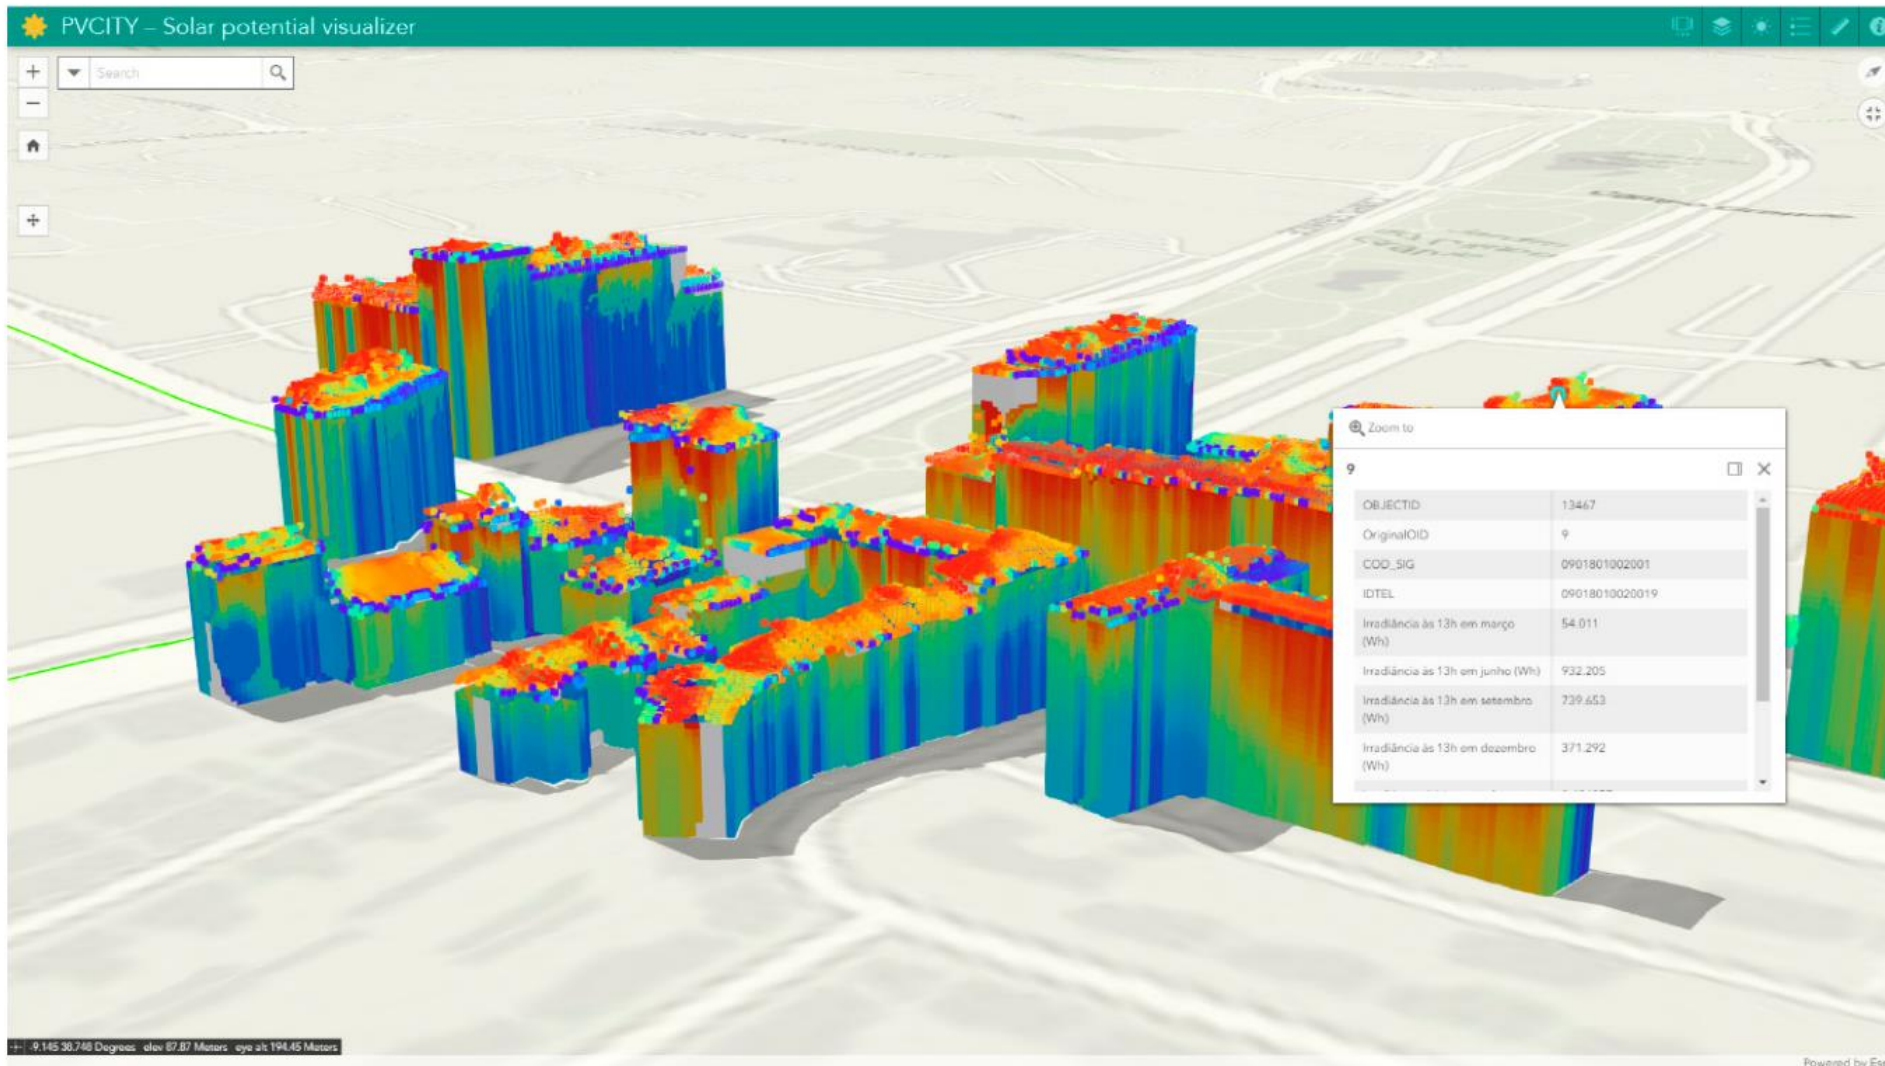 PVCITY – Solar potential visualizer
Search
Zoom to
9
OBJECTID 13467
OriginalOID 9
COD_SIG 0901801002001
IDTEL 09018010020019
Irradiância às 13h em março 54.011
(Wh)
Irradiância às 13h em junho (Wh) 932.205
Irradiância às 13h em setembro 739.653
(Wh)
Irradiância às 13h em dezembro 371.292
(Wh)
-9.145 38.748 Degrees elev 87.87 Meters eye alt 194.45 Meters
Powered by Es